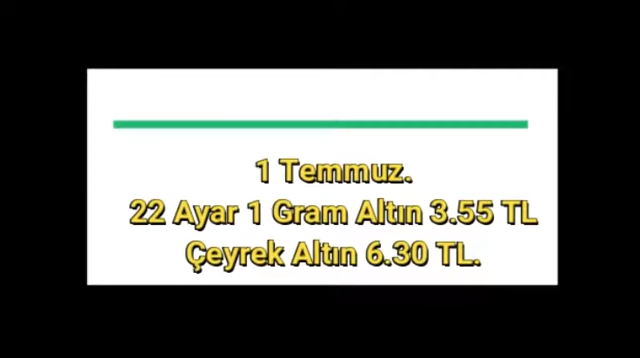 1 Temmuz.
22 Ayar 1 Gram Altın 3.55 TL
Çeyrek Altın 6.30 TL.